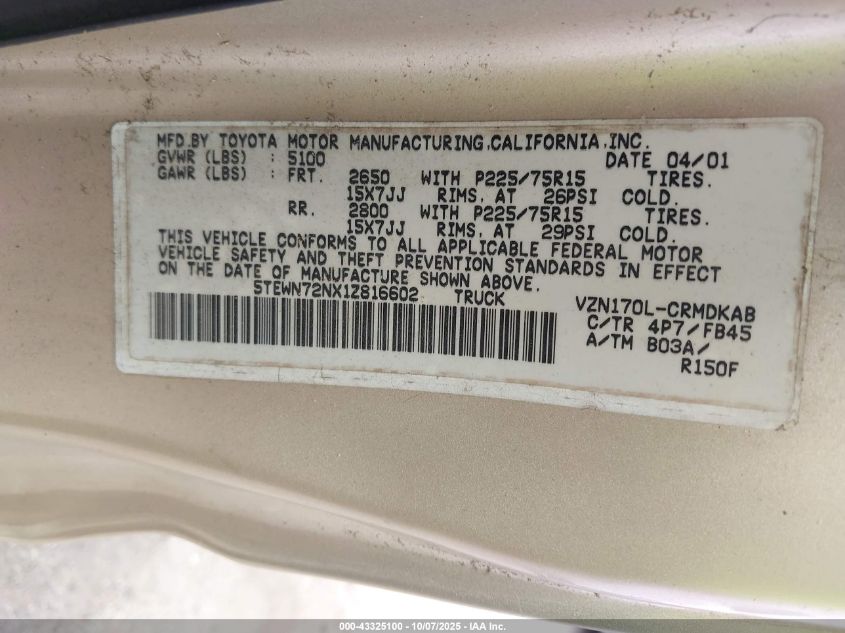 MFD.BY TOYOTA MOTOR MANUFACTURING,CALIFORNIA,INC.
GVWR (LBS) : 5100 DATE 04/01
GAWR (LBS) : FRT. 2650 WITH P225/75R15 TIRES.
15X7JJ RIMS, AT 26PSI COLD.
RR. 2800 WITH P225/75R15 TIRES.
15X7JJ RIMS, AT 29PSI COLD.
THIS VEHICLE CONFORMS TO ALL APPLICABLE FEDERAL MOTOR
VEHICLE SAFETY AND THEFT PREVENTION STANDARDS IN EFFECT
ON THE DATE OF MANUFACTURE SHOWN ABOVE.
5TEWN72NX1Z816602 TRUCK VZN170L-CRMDKAB
C/TR 4P7/FB45
A/TM B03A/
R150F
000-43325100 - 10/07/2025 - IAA Inc.